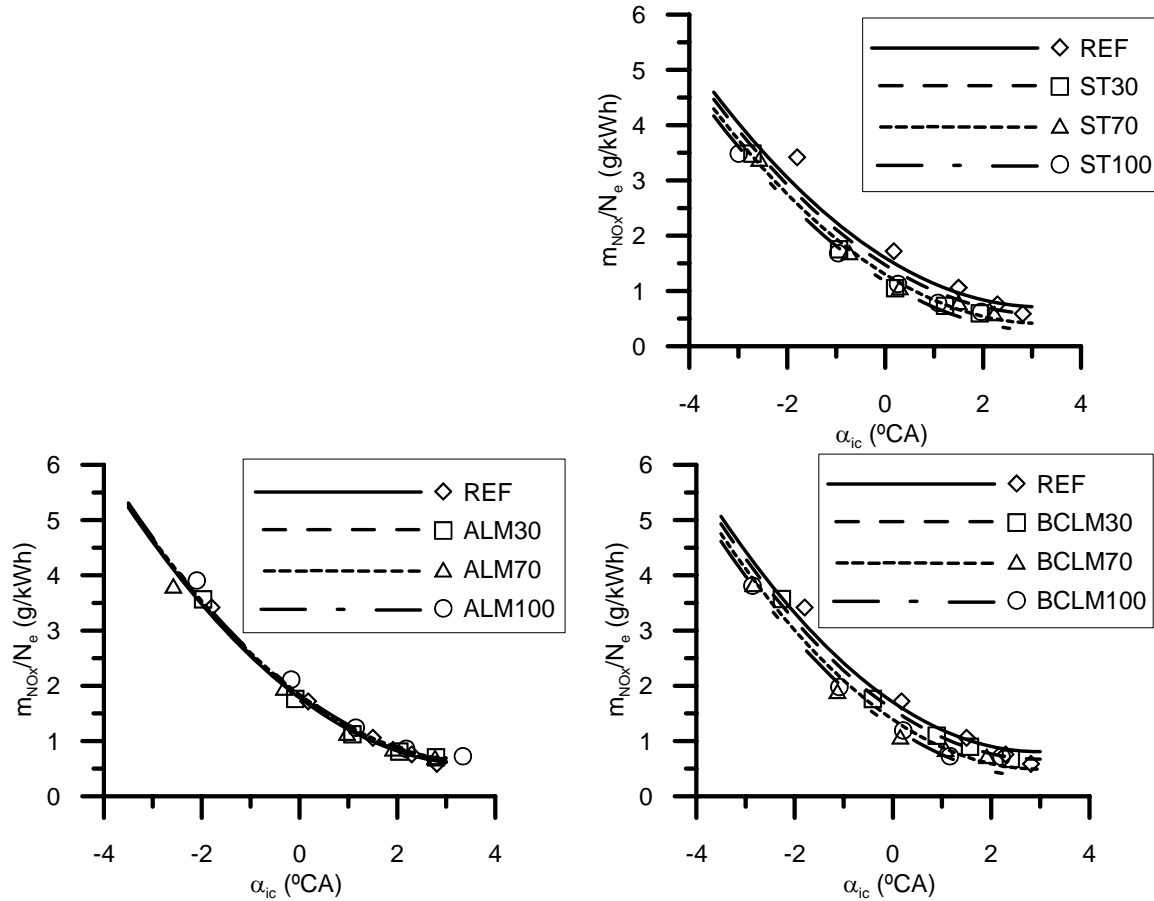 6
5
4
3
2
1
0
m_NOx/N_e (g/kWh)
-4 -2 0 2 4
α_ic (ºCA)
REF
ST30
ST70
ST100
6
5
4
3
2
1
0
m_NOx/N_e (g/kWh)
-4 -2 0 2 4
α_ic (ºCA)
REF
ALM30
ALM70
ALM100
6
5
4
3
2
1
0
m_NOx/N_e (g/kWh)
-4 -2 0 2 4
α_ic (ºCA)
REF
BCLM30
BCLM70
BCLM100